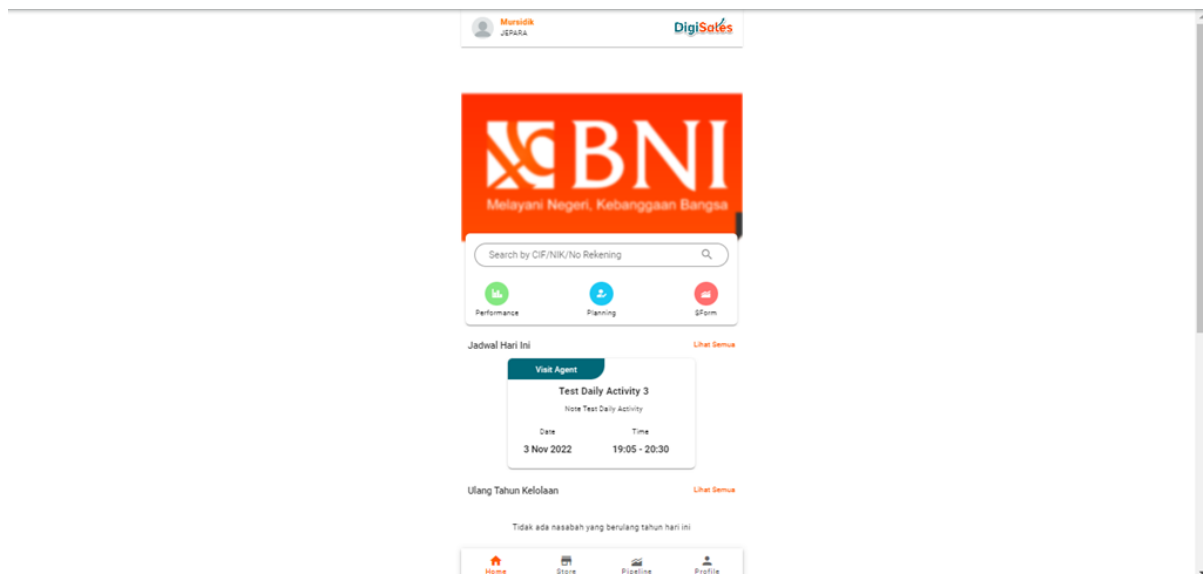 Mursidik
JEPARA
DigiSales
BNI
Melayani Negeri, Kebanggaan Bangsa
Search by CIF/NIK/No Rekening
Performance Planning SForm
Jadwal Hari Ini Lihat Semua
Visit Agent
Test Daily Activity 3
Note Test Daily Activity
Date Time
3 Nov 2022 19:05 - 20:30
Ulang Tahun Kelolaan Lihat Semua
Tidak ada nasabah yang berulang tahun hari ini
Home Store Pipeline Profile